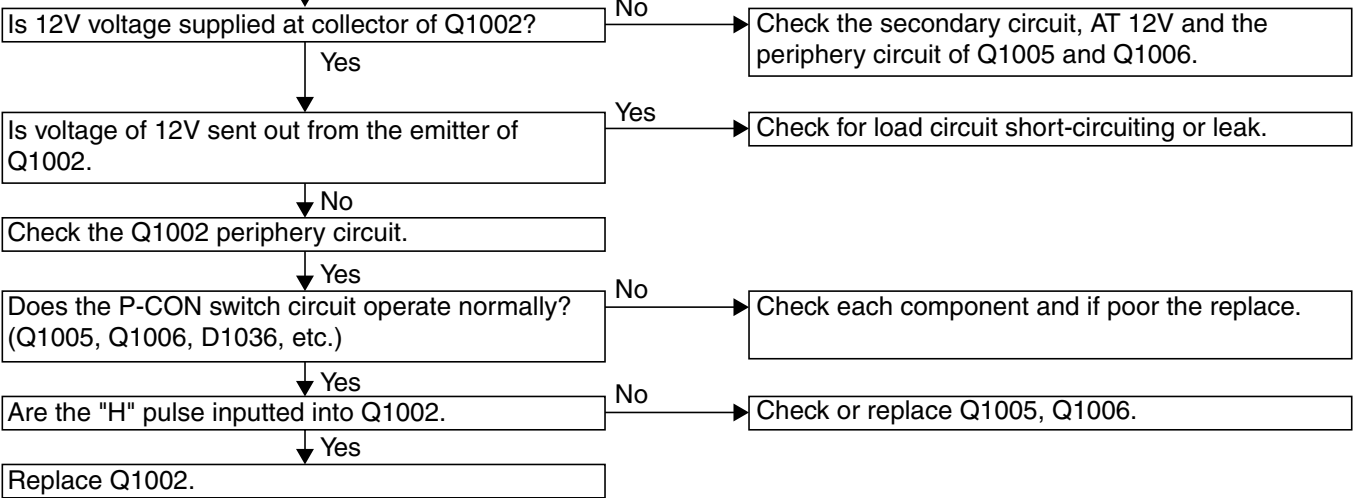 No
Is 12V voltage supplied at collector of Q1002?
Check the secondary circuit, AT 12V and the
periphery circuit of Q1005 and Q1006.
Yes
Is voltage of 12V sent out from the emitter of
Q1002.
Yes
Check for load circuit short-circuiting or leak.
No
Check the Q1002 periphery circuit.
Yes
Does the P-CON switch circuit operate normally?
(Q1005, Q1006, D1036, etc.)
No
Check each component and if poor the replace.
Yes
Are the "H" pulse inputted into Q1002.
No
Check or replace Q1005, Q1006.
Yes
Replace Q1002.